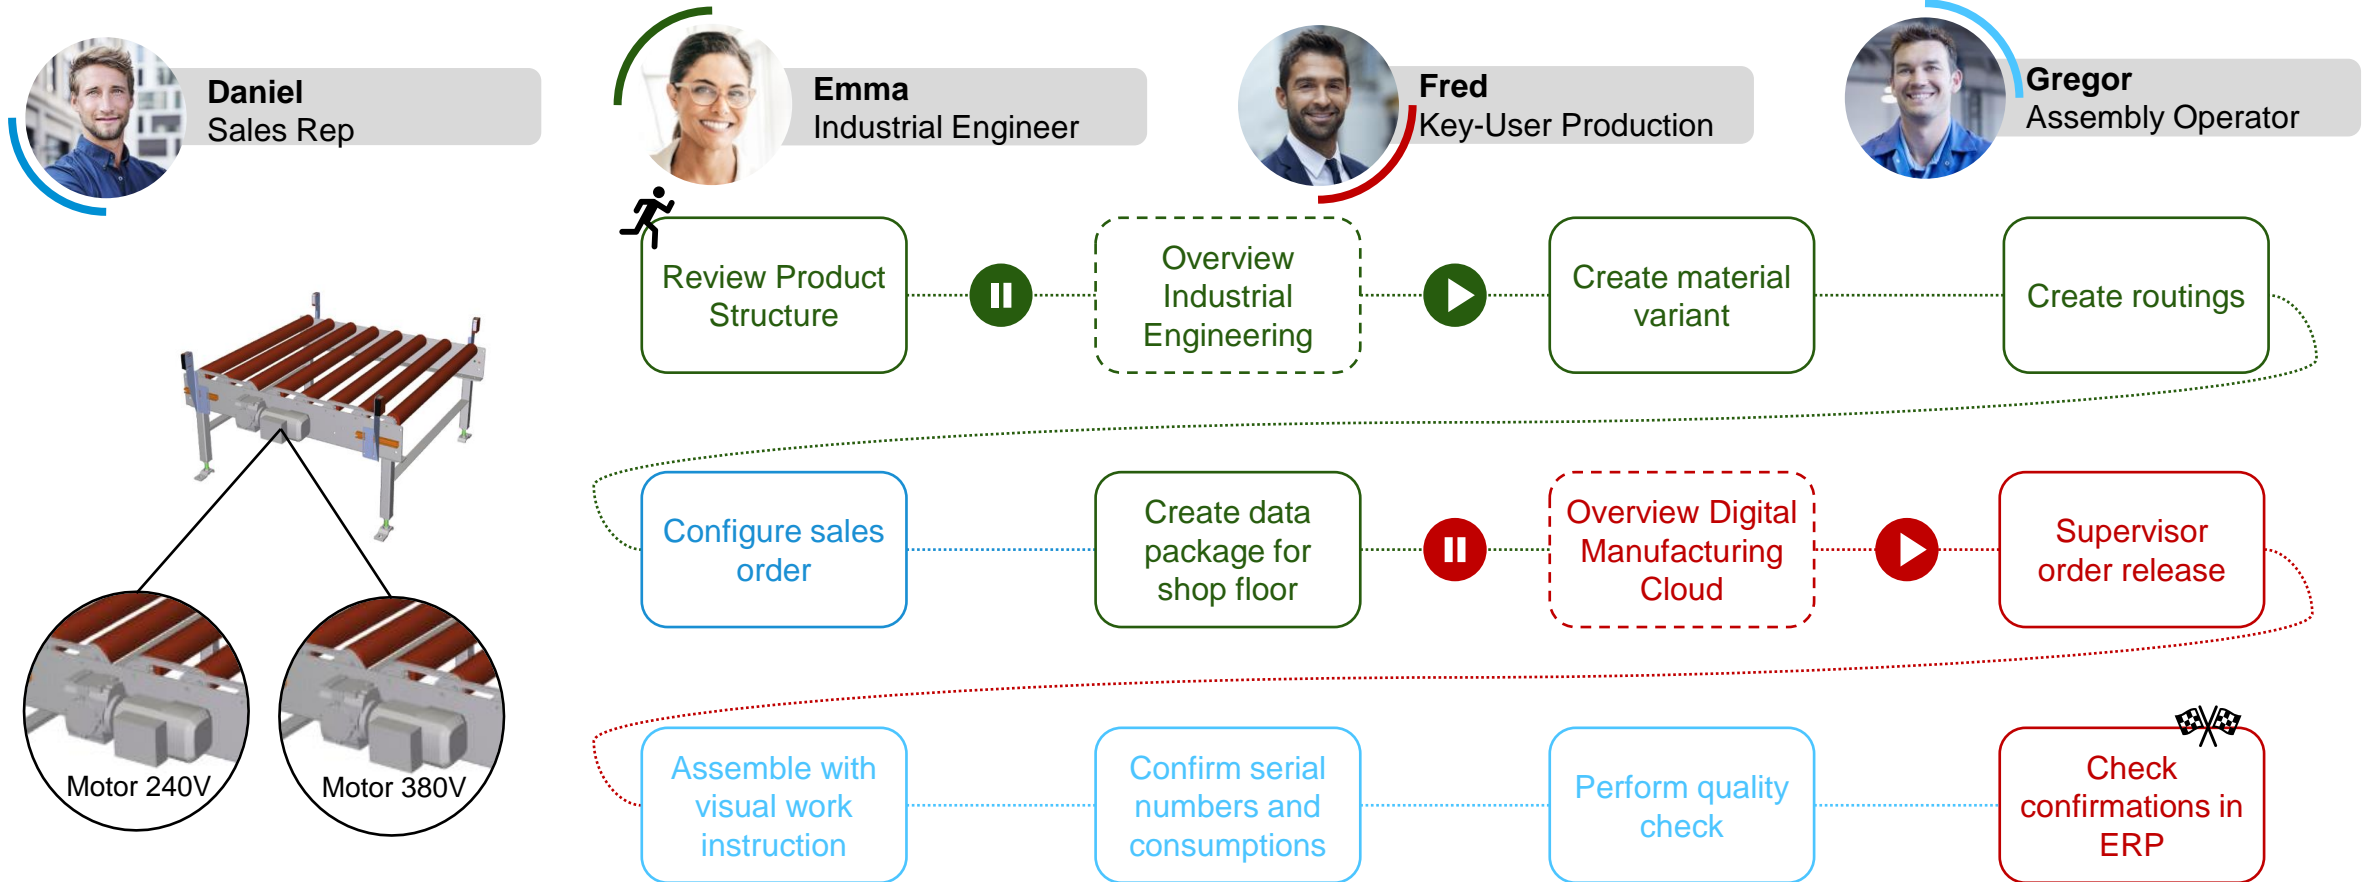 Daniel
Sales Rep
Emma
Industrial Engineer
Fred
Key-User Production
Gregor
Assembly Operator
Review Product
Structure
Overview
Industrial
Engineering
Create material
variant
Create routings
Configure sales
order
Create data
package for
shop floor
Overview Digital
Manufacturing
Cloud
Supervisor
order release
Motor 240V
Motor 380V
Assemble with
visual work
instruction
Confirm serial
numbers and
consumptions
Perform quality
check
Check
confirmations in
ERP